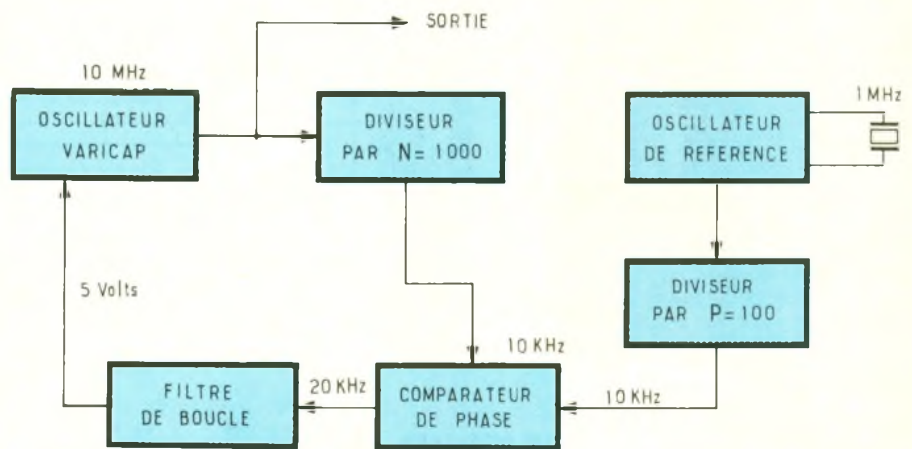 SORTIE
10 MHz
OSCILLATEUR
VARICAP
DIVISEUR
PAR N=1000
OSCILLATEUR
DE REFERENCE
1 MHz
5 Volts
DIVISEUR
PAR P=100
10 KHz
FILTRE
DE BOUCLE
20 KHz
COMPARATEUR
DE PHASE
10 KHz